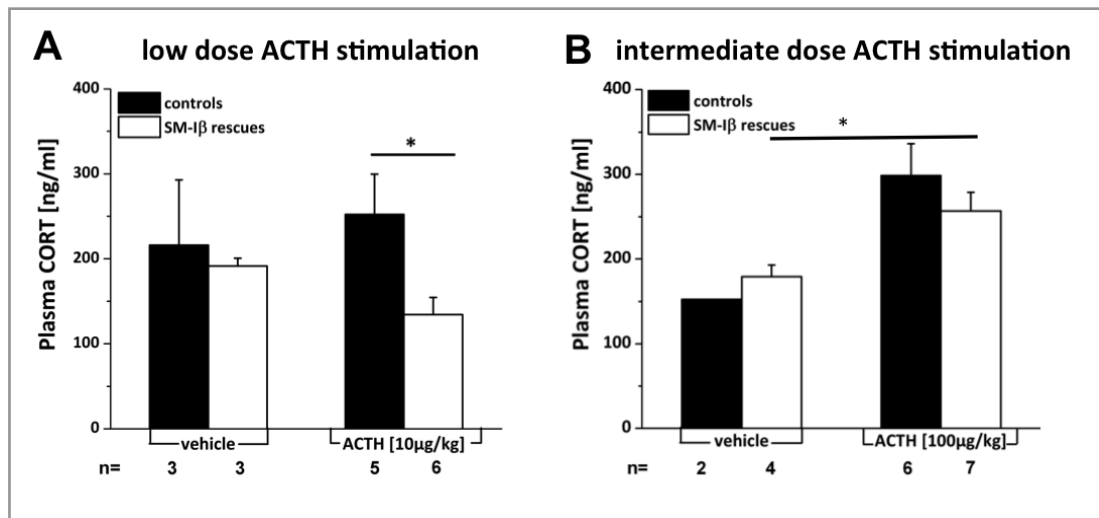 A low dose ACTH stimulation
controls
SM-Iβ rescues
Plasma CORT [ng/ml]
400
300
200
100
0
*
vehicle
ACTH [10μg/kg]
n= 3 3 5 6
B intermediate dose ACTH stimulation
controls
SM-Iβ rescues
Plasma CORT [ng/ml]
400
300
200
100
0
*
vehicle
ACTH [100μg/kg]
n= 2 4 6 7